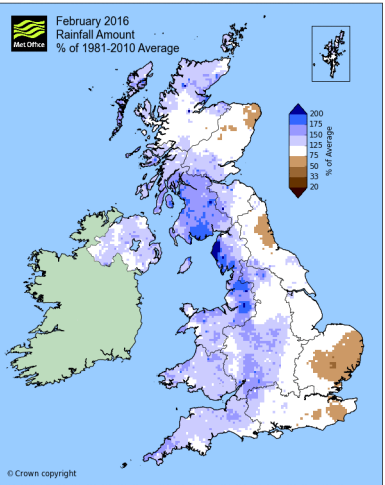 Met Office
February 2016
Rainfall Amount
% of 1981-2010 Average
200
175
150
125
75
50
33
20
% of Average
© Crown copyright